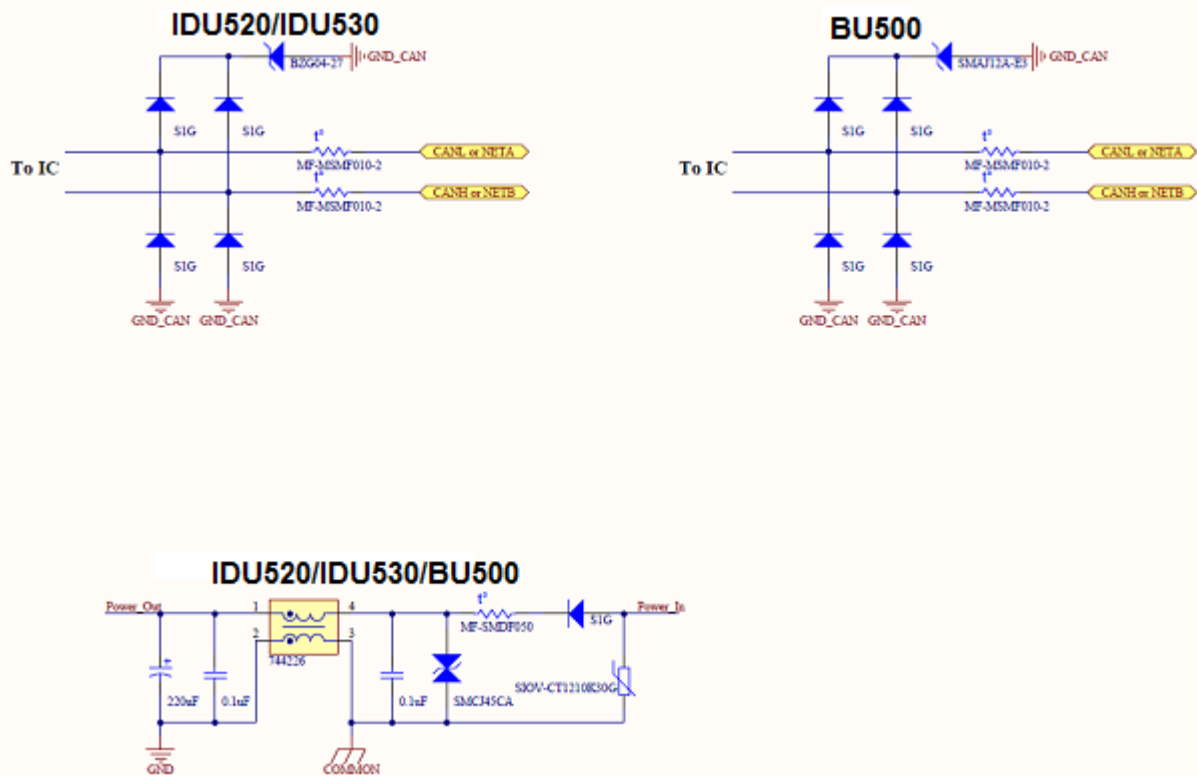 IDU520/IDU530
BZG04-27
GND_CAN
S1G
S1G
t°
To IC
MF-MSMF010-2
CANL or NETA
t°
MF-MSMF010-2
CANH or NETB
S1G
S1G
GND_CAN
GND_CAN
BU500
SMAJ12A-E3
GND_CAN
S1G
S1G
t°
To IC
MF-MSMF010-2
CANL or NETA
t°
MF-MSMF010-2
CANH or NETB
S1G
S1G
GND_CAN
GND_CAN
IDU520/IDU530/BU500
Power_Out
1
4
t°
S1G
Power_In
MF-SMDF050
2
3
744226
+
220uF
0.1uF
0.1uF
SMCJ45CA
SIOV-CT1210K30G
GND
COMMON